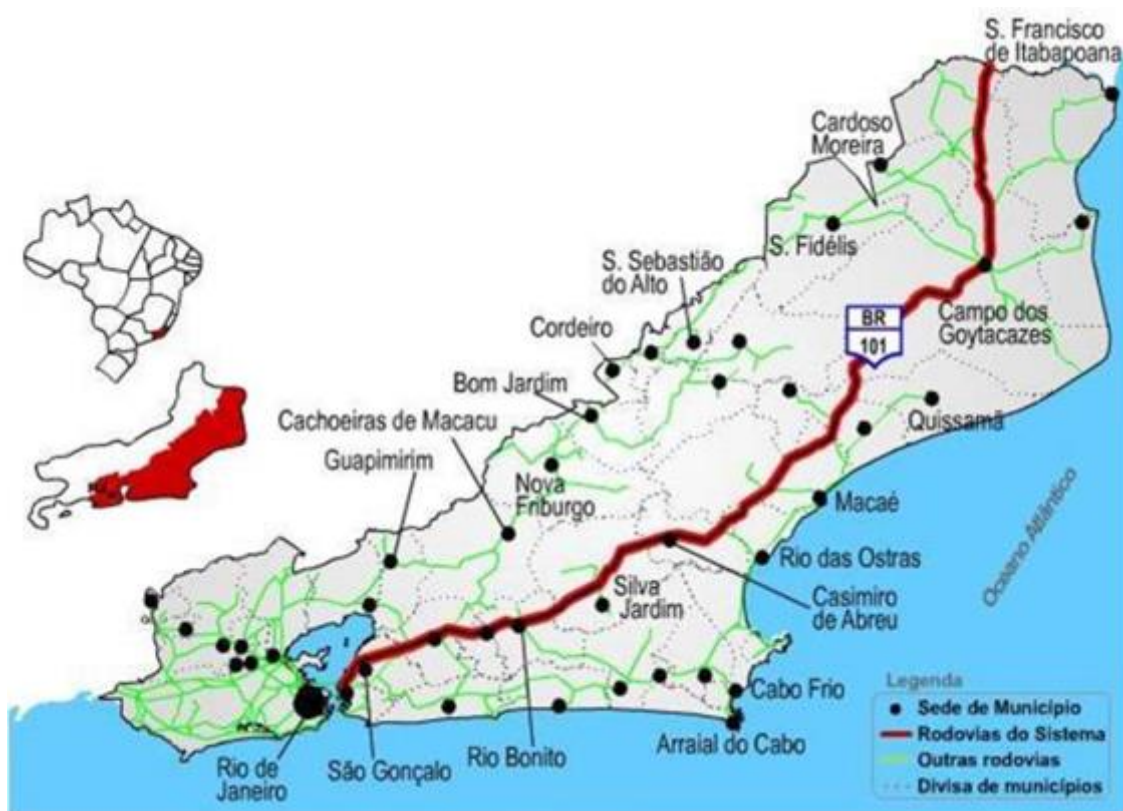 S. Francisco
de Itabapoana
Cardoso
Moreira
S. Fidélis
S. Sebastião
do Alto
Campo dos
Goytacazes
BR
101
Cordeiro
Bom Jardim
Cachoeiras de Macacu
Quissamã
Guapimirim
Nova
Friburgo
Macaé
Oceano Atlântico
Rio das Ostras
Silva
Jardim
Casimiro
de Abreu
Cabo Frio
Arraial do Cabo
Rio Bonito
São Gonçalo
Rio de
Janeiro
Legenda
Sede de Município
Rodovias do Sistema
Outras rodovias
Divisa de municípios